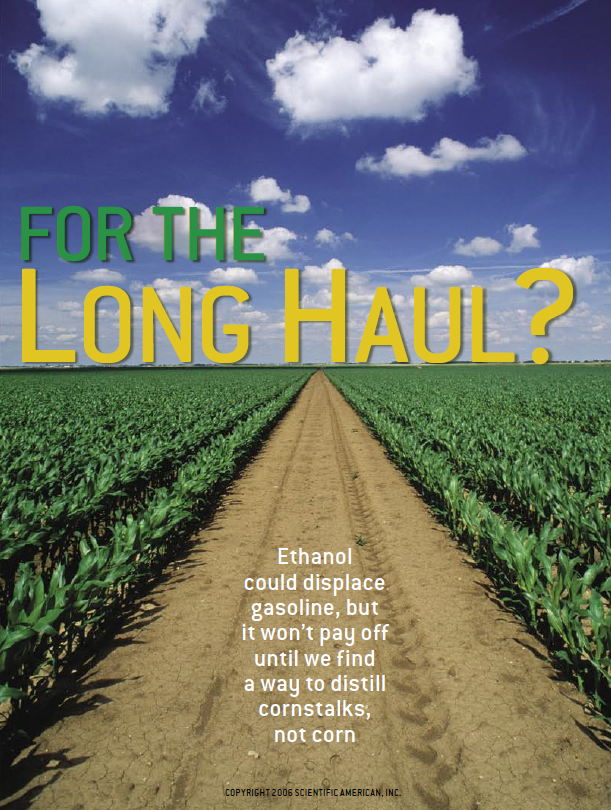 FOR THE
LONG HAUL?
Ethanol
could displace
gasoline, but
it won't pay off
until we find
a way to distill
cornstalks,
not corn
COPYRIGHT 2006 SCIENTIFIC AMERICAN, INC.